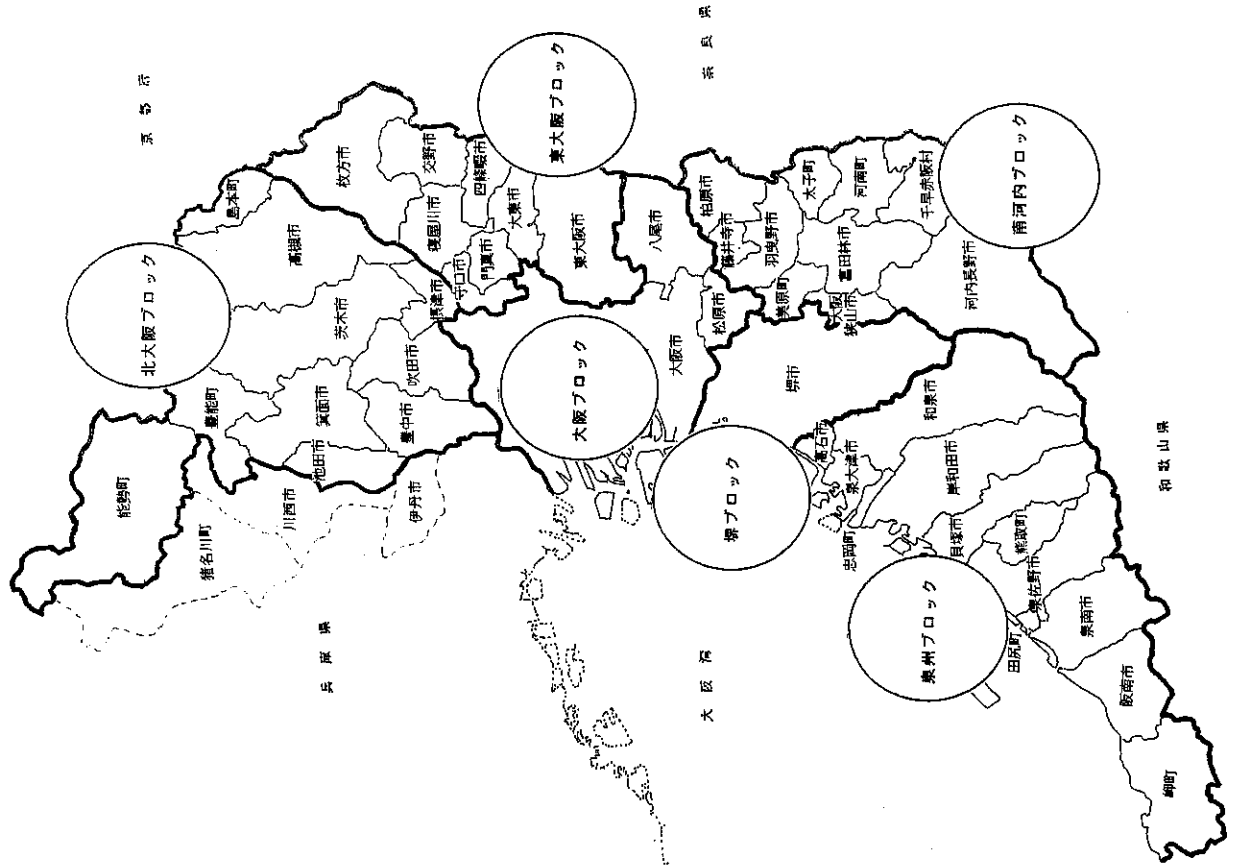 京都府
奈良県
兵庫県
大阪湾
和歌山県
北大阪ブロック
東大阪ブロック
大阪ブロック
南河内ブロック
堺ブロック
泉州ブロック
能勢町
猪名川町
川西市
伊丹市
豊能町
池田市
箕面市
豊中市
茨木市
吹田市
高槻市
島本町
摂津市
枚方市
交野市
寝屋川市
四條畷市
大東市
守口市
門真市
東大阪市
八尾市
大阪市
松原市
柏原市
藤井寺市
羽曳野市
美原町
太子町
河南町
千早赤阪村
富田林市
大阪
狭山市
河内長野市
堺市
高石市
泉大津市
和泉市
忠岡町
岸和田市
貝塚市
熊取町
泉佐野市
田尻町
泉南市
阪南市
岬町